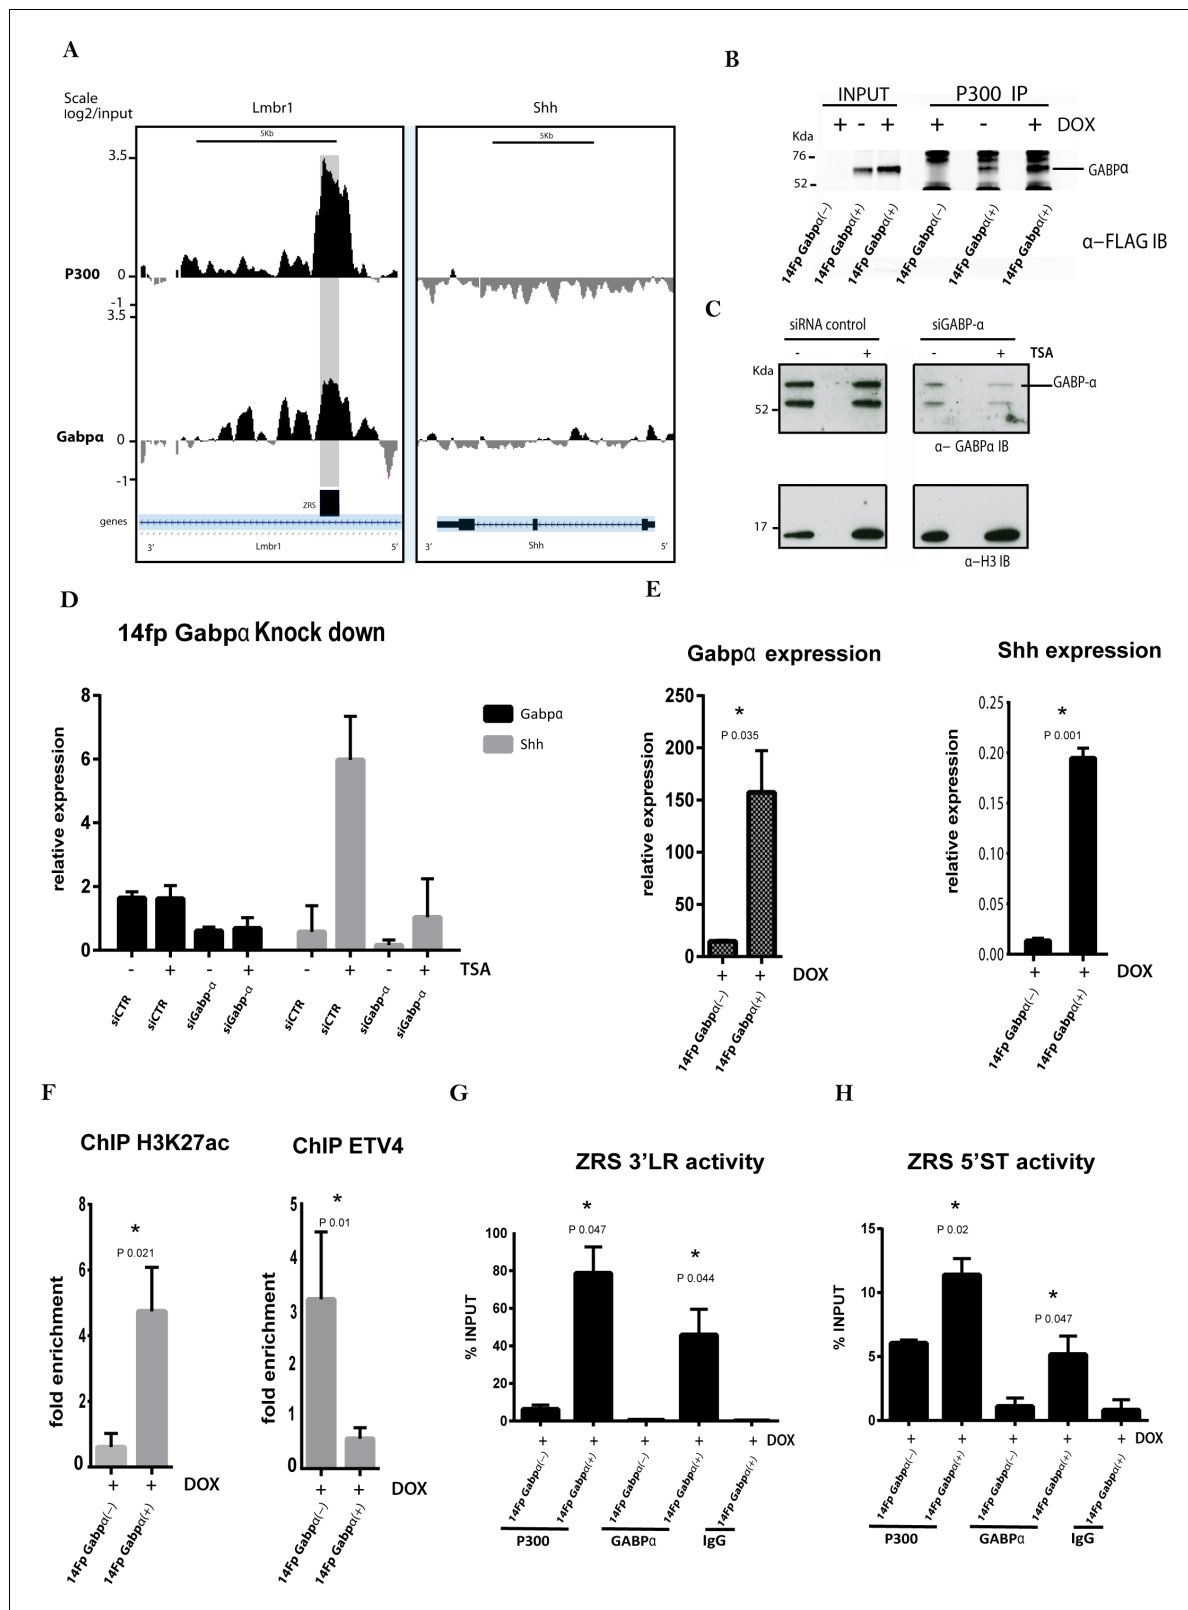 A
Scale
log2/input
Lmbr1
Shh
5Kb
5Kb
3.5
P300
0
-1
3.5
Gabpα
0
-1
ZRS
genes
3’
Lmbr1
5’
3’
Shh
5’
B
INPUT
P300 IP
+ - + + - + DOX
Kda
76
52
GABPα
14Fp Gabpα(−)
14Fp Gabpα(+)
14Fp Gabpα(+)
14Fp Gabpα(−)
14Fp Gabpα(+)
14Fp Gabpα(+)
α−FLAG IB
C
siRNA control
siGABP-α
- + - + TSA
Kda
52
GABP-α
α− GABPα IB
17
α−H3 IB
D
14fp Gabpα Knock down
relative expression
8
6
4
2
0
Gabpα
Shh
- + - + - + - + TSA
siCTR
siCTR
siGabp-α
siGabp-α
siCTR
siCTR
siGabp-α
siGabp-α
E
Gabpα expression
relative expression
250
200
150
100
50
0
*
P 0.035
+ + DOX
14Fp Gabpα(−)
14Fp Gabpα(+)
Shh expression
relative expression
0.25
0.20
0.15
0.10
0.05
0.00
*
P 0.001
+ + DOX
14Fp Gabpα(−)
14Fp Gabpα(+)
F
ChIP H3K27ac
fold enrichment
8
6
4
2
0
*
P 0.021
+ + DOX
14Fp Gabpα(−)
14Fp Gabpα(+)
ChIP ETV4
fold enrichment
5
4
3
2
1
0
*
P 0.01
+ + DOX
14Fp Gabpα(−)
14Fp Gabpα(+)
G
ZRS 3’LR activity
% INPUT
100
80
60
40
20
0
*
P 0.047
*
P 0.044
+ + + + + DOX
14Fp Gabpα(−)
14Fp Gabpα(+)
14Fp Gabpα(−)
14Fp Gabpα(+)
14Fp Gabpα(+)
P300
GABPα
IgG
H
ZRS 5’ST activity
% INPUT
15
10
5
0
*
P 0.02
*
P 0.047
+ + + + + DOX
14Fp Gabpα(−)
14Fp Gabpα(+)
14Fp Gabpα(−)
14Fp Gabpα(+)
14Fp Gabpα(+)
P300
GABPα
IgG